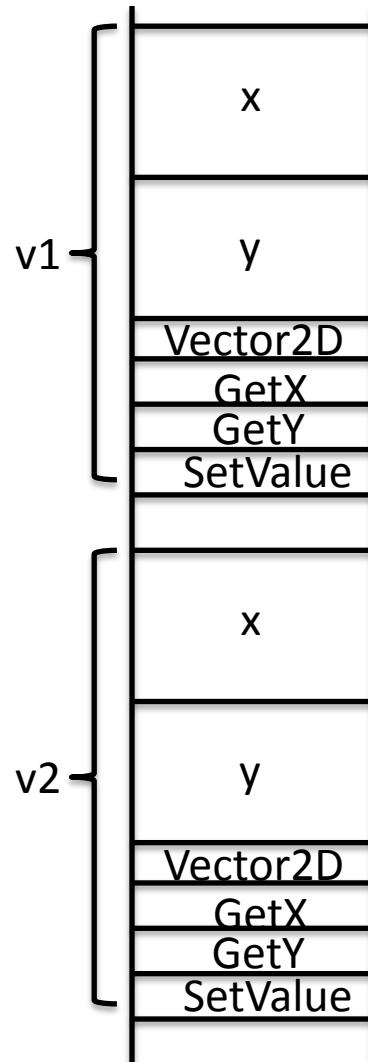 x
v1
y
Vector2D
GetX
GetY
SetValue
x
v2
y
Vector2D
GetX
GetY
SetValue